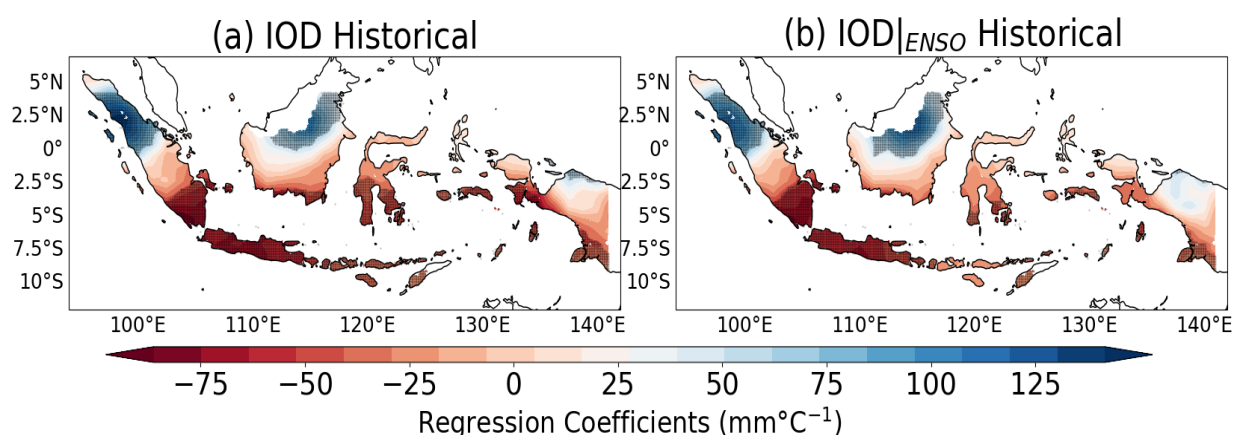 (a) IOD Historical
(b) IOD|ENSO Historical
5°N
2.5°N
0°
2.5°S
5°S
7.5°S
10°S
5°N
2.5°N
0°
2.5°S
5°S
7.5°S
10°S
100°E 110°E 120°E 130°E 140°E
100°E 110°E 120°E 130°E 140°E
−75 −50 −25 0 25 50 75 100 125
Regression Coefficients (mm°C⁻¹)